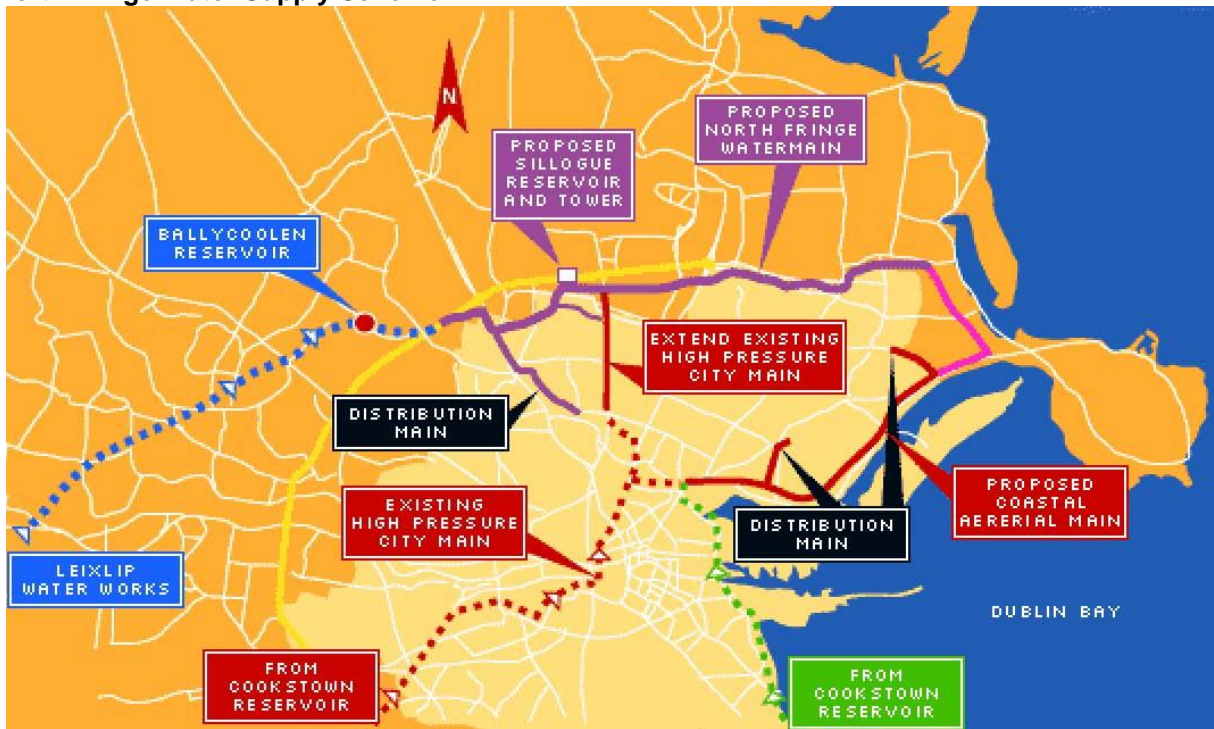 N
PROPOSED
NORTH FRINGE
WATERMAIN
PROPOSED
SILLOGUE
RESERVOIR
AND TOWER
BALLYCOOLEN
RESERVOIR
EXTEND EXISTING
HIGH PRESSURE
CITY MAIN
DISTRIBUTION
MAIN
EXISTING
HIGH PRESSURE
CITY MAIN
PROPOSED
COASTAL
AERERIAL MAIN
DISTRIBUTION
MAIN
LEIXLIP
WATER WORKS
DUBLIN BAY
FROM
COOKSTOWN
RESERVOIR
FROM
COOKSTOWN
RESERVOIR